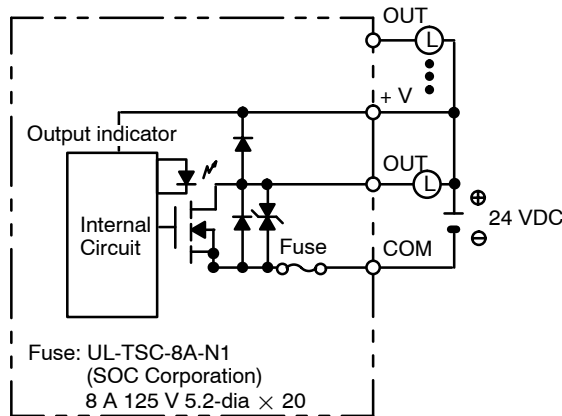 OUT
L
+ V
Output indicator
OUT
L
⊕
24 VDC
Internal
Circuit
Fuse
COM
⊖
Fuse: UL-TSC-8A-N1
(SOC Corporation)
8 A 125 V 5.2-dia × 20